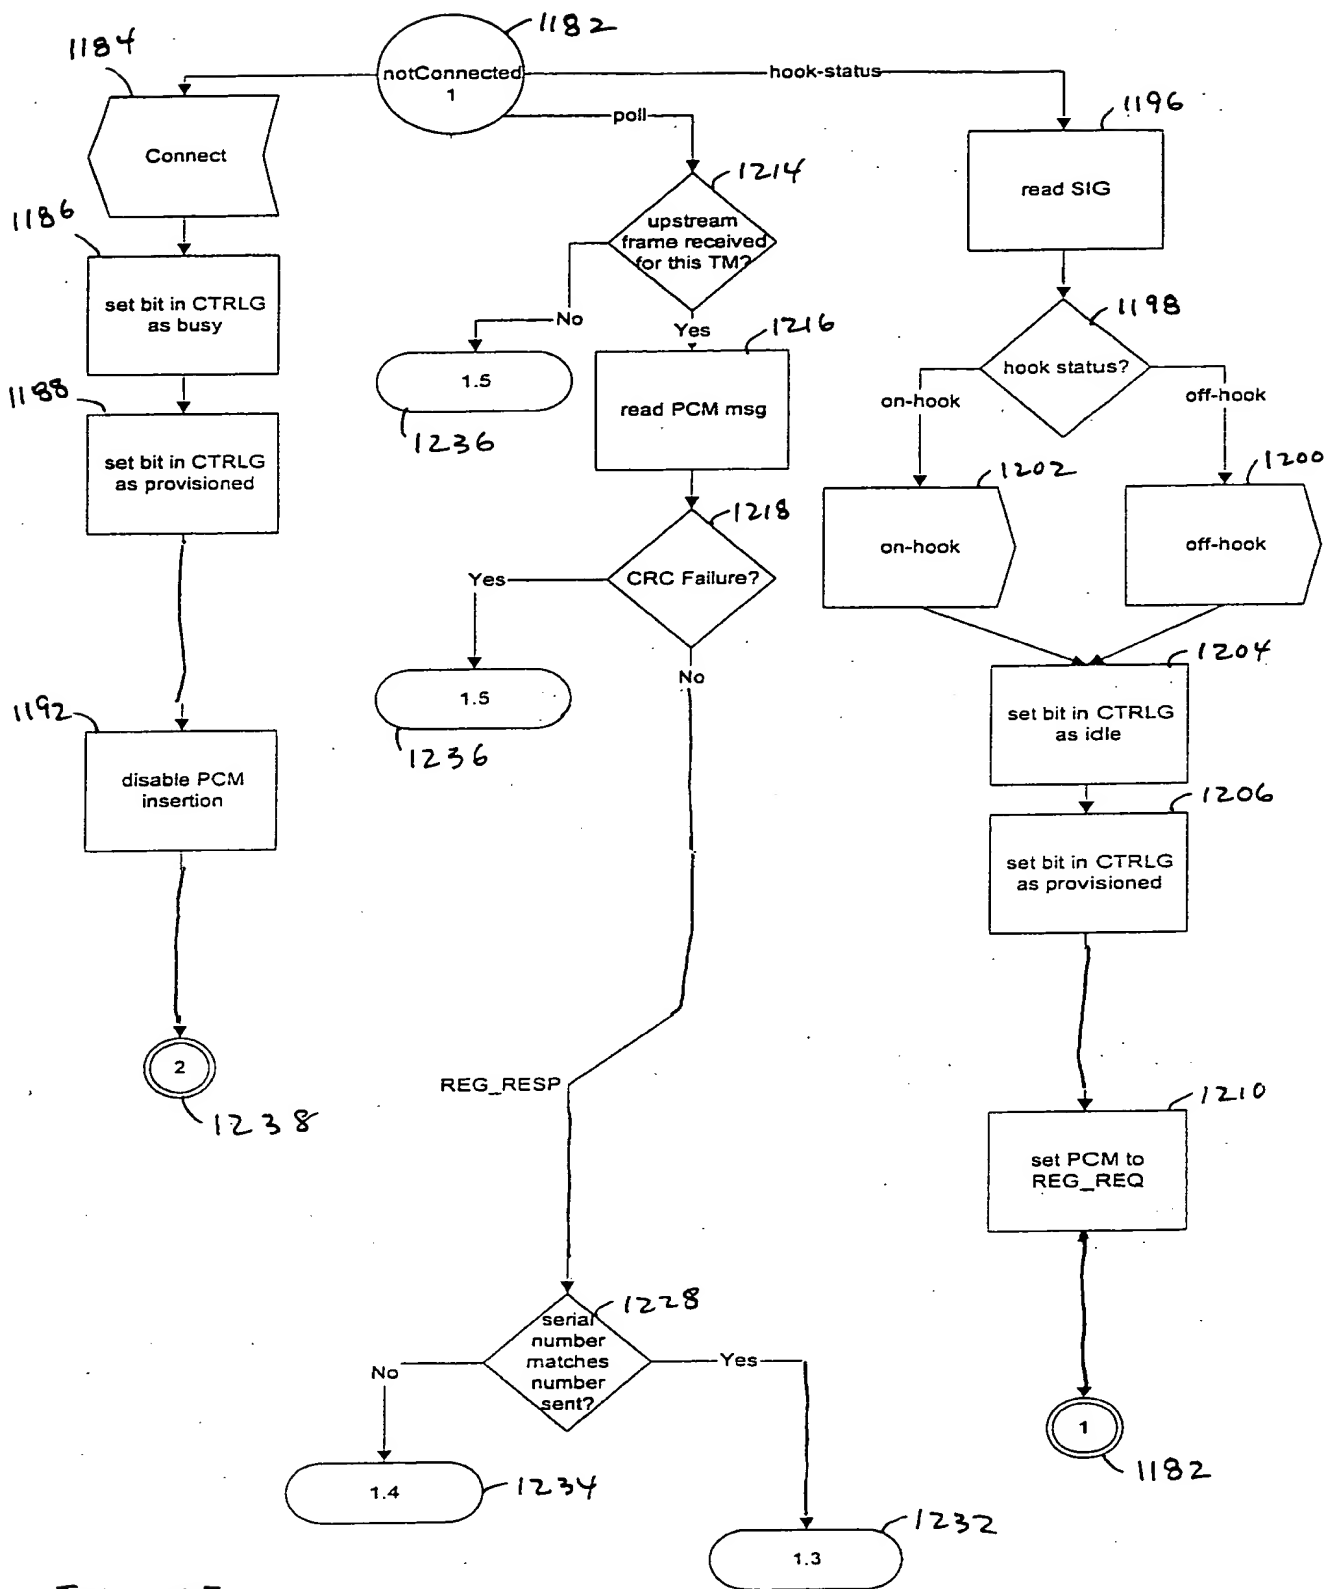 1182
1184
notConnected
1
hook-status
poll
1196
Connect
1214
read SIG
upstream
frame received
for this TM?
1186
set bit in CTRLG
as busy
1198
No
Yes
1216
hook status?
1.5
1188
on-hook
off-hook
read PCM msg
1236
set bit in CTRLG
as provisioned
1202
1200
1218
on-hook
off-hook
Yes
CRC Failure?
1204
No
1192
1.5
set bit in CTRLG
as idle
1236
disable PCM
insertion
1206
set bit in CTRLG
as provisioned
2
REG_RESP
1210
1238
set PCM to
REG_REQ
1228
serial
number
matches
number
sent?
No
Yes
1
1182
1.4
1234
1232
1.3